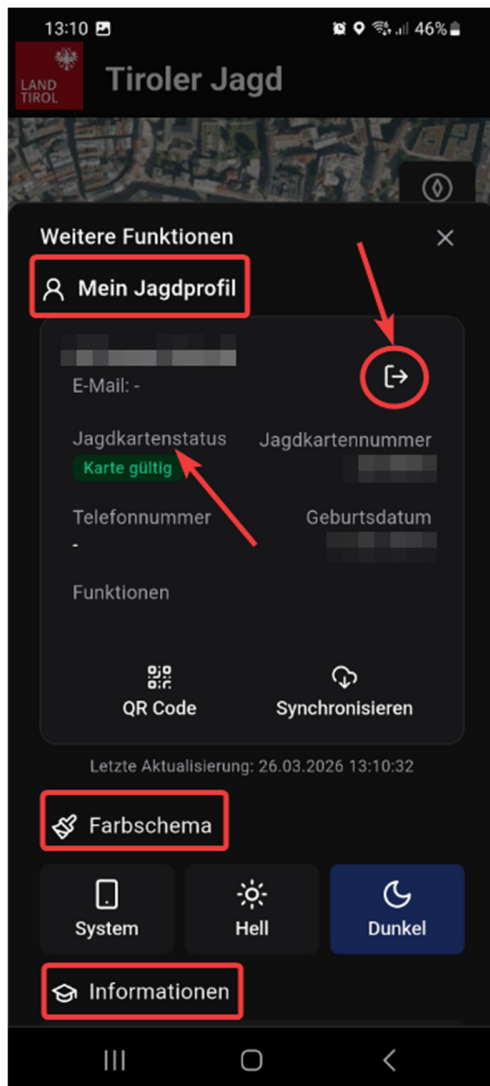 13:10
46%
LAND
TIROL
Tiroler Jagd
Weitere Funktionen
Mein Jagdprofil
E-Mail: -
Jagdkartenstatus
Jagdkartennummer
Karte gültig
Telefonnummer
Geburtsdatum
-
Funktionen
QR Code
Synchronisieren
Letzte Aktualisierung: 26.03.2026 13:10:32
Farbschema
System
Hell
Dunkel
Informationen